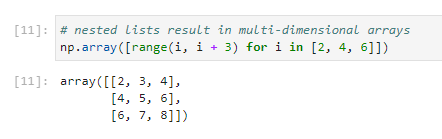 [11]: # nested lists result in multi-dimensional arrays
np.array([range(i, i + 3) for i in [2, 4, 6]])
[11]: array([[2, 3, 4],
[4, 5, 6],
[6, 7, 8]])